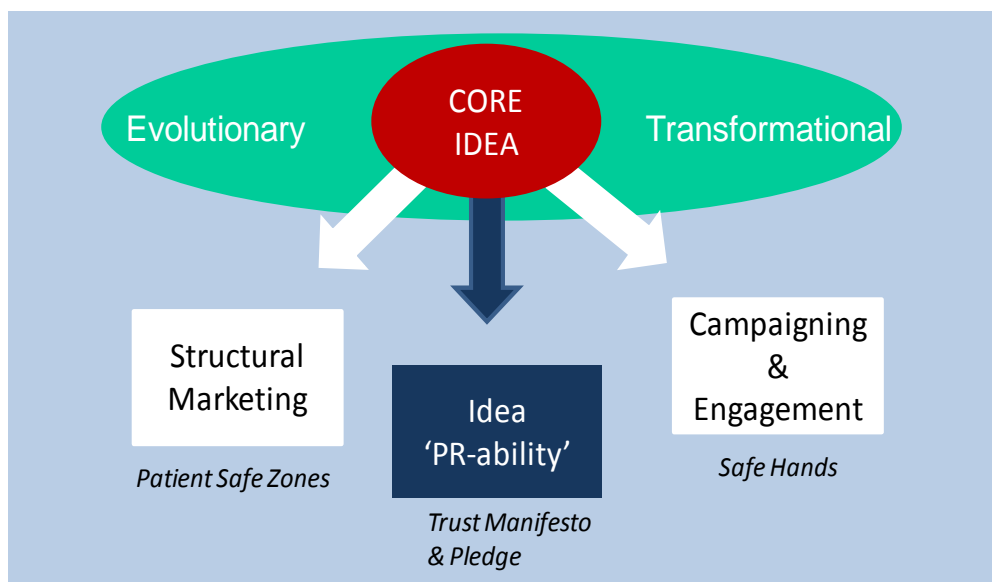 Evolutionary
CORE
IDEA
Transformational
Structural
Marketing
Patient Safe Zones
Idea
‘PR-ability’
Trust Manifesto
& Pledge
Campaigning
&
Engagement
Safe Hands